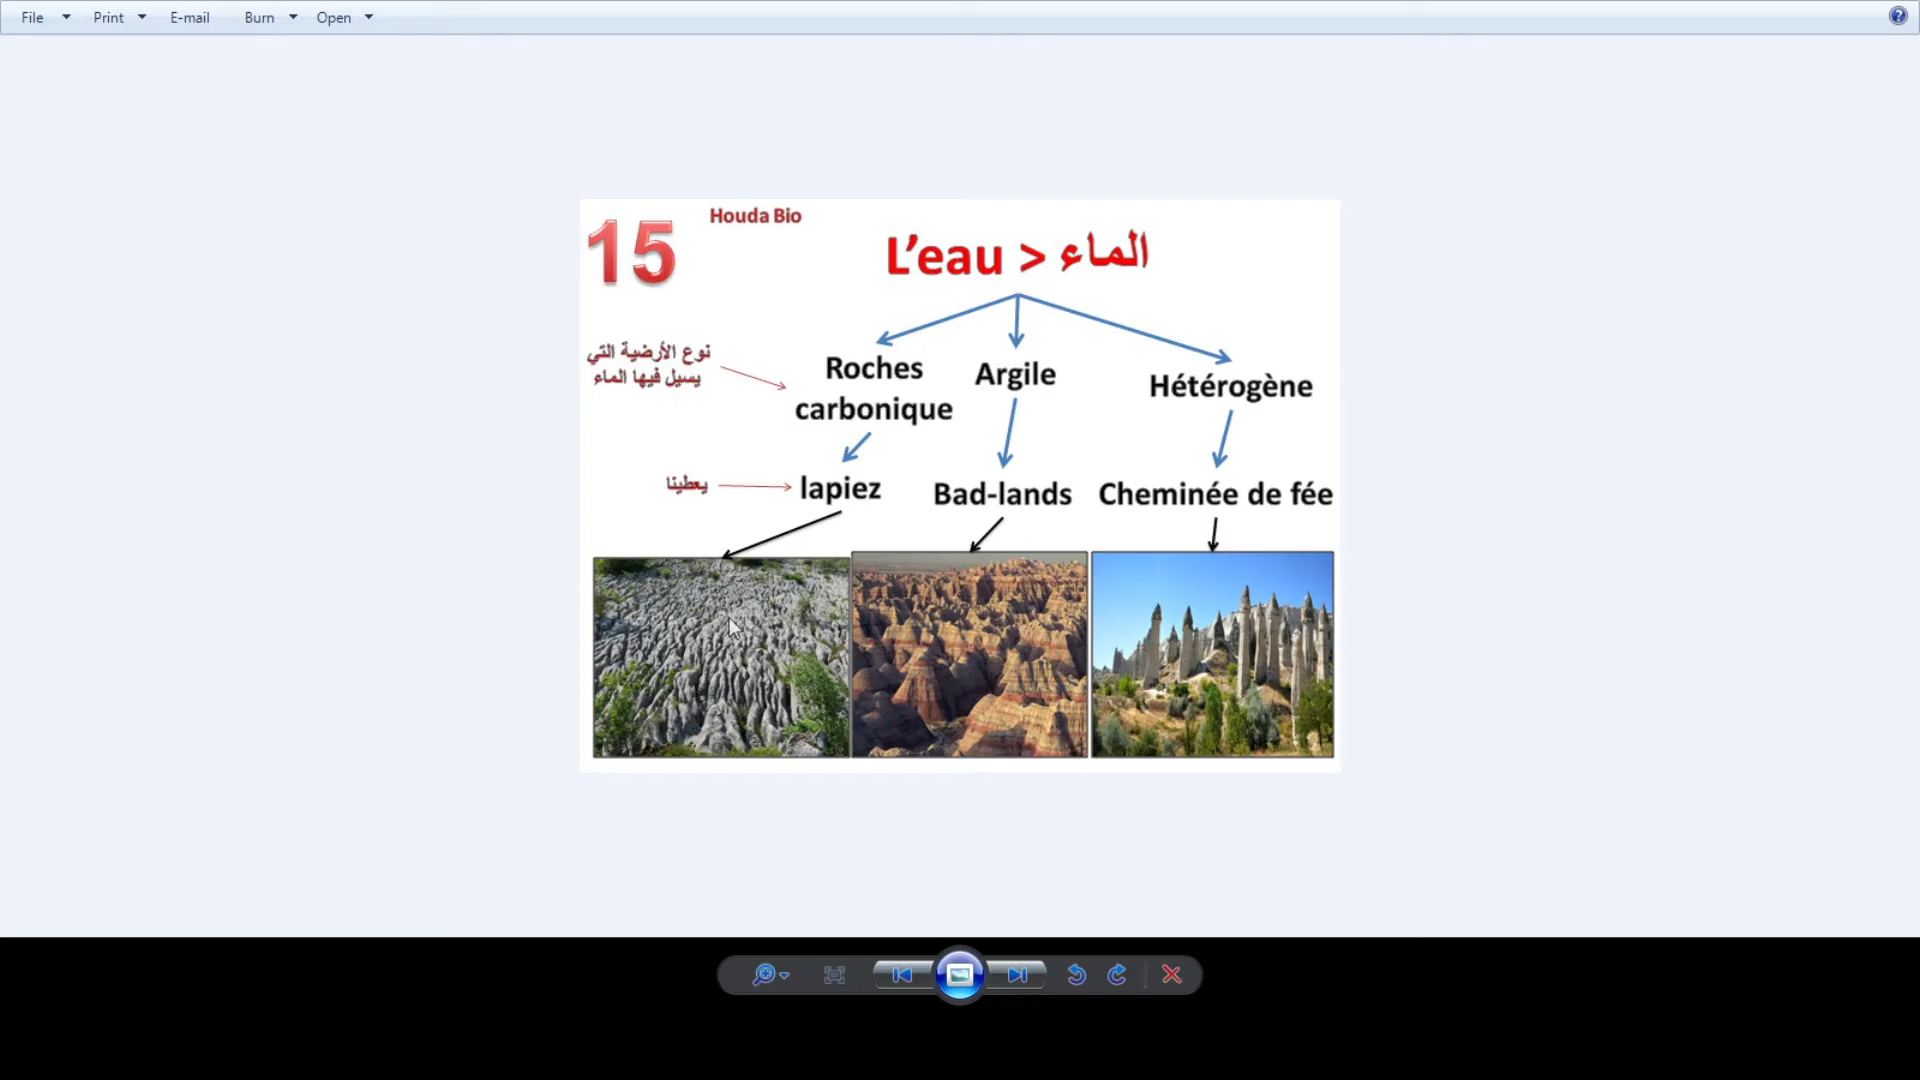 File Print E-mail Burn Open
15
Houda Bio
L'eau > الماء
نوع الأرضية التي
يسيل فيها الماء
Roches
carbonique
Argile
Hétérogène
يعطينا
lapiez
Bad-lands
Cheminée de fée